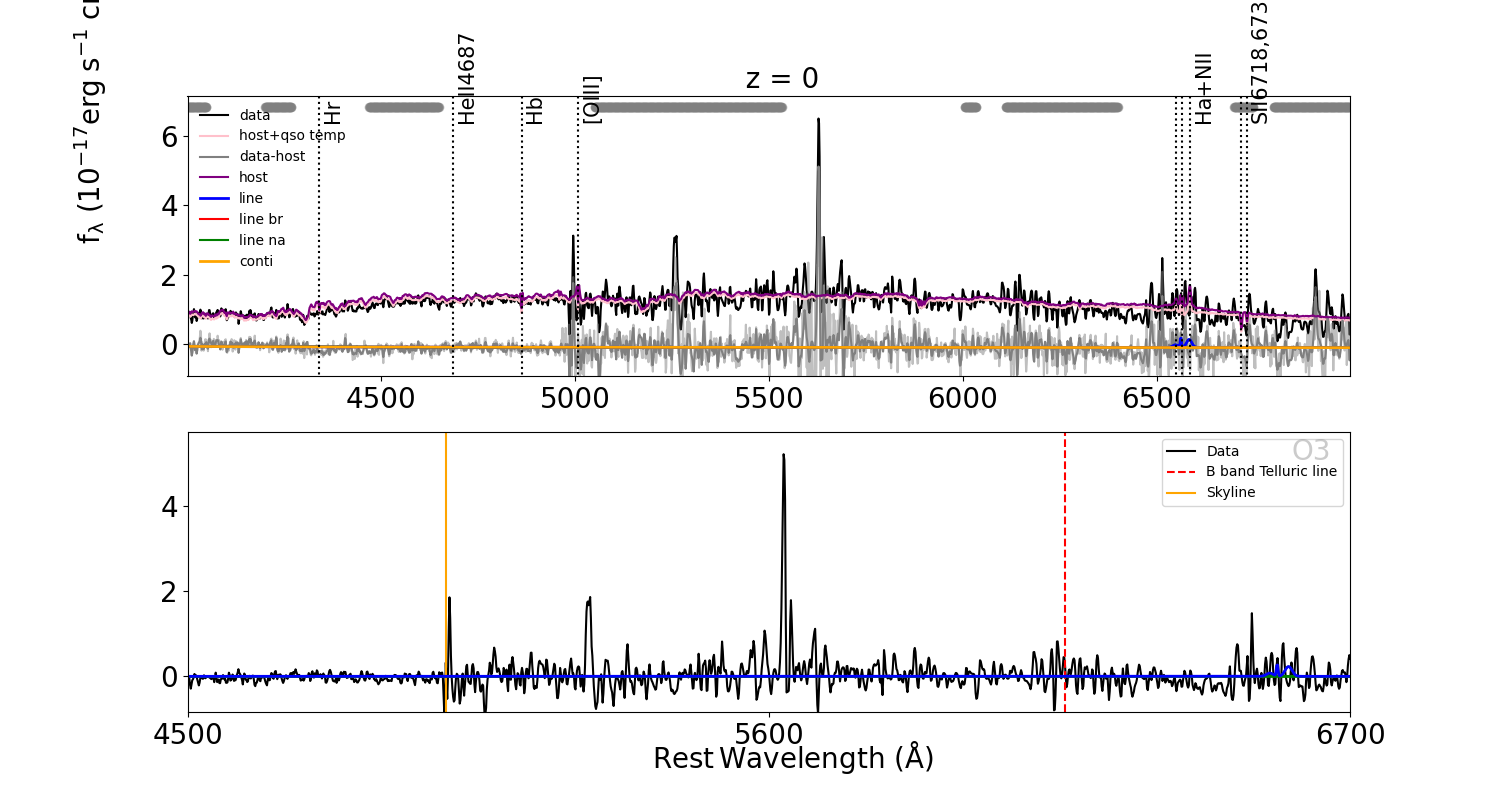 z = 0
f_λ (10^−17 erg s^−1
Hr
HeII4687
Hb
[OIII]
Ha+NII
SII6718,673
data
host+qso temp
data-host
host
line
line br
line na
conti
6
4
2
0
4500 5000 5500 6000 6500
O3
Data
B band Telluric line
Skyline
4
2
0
4500 5600 6700
Rest Wavelength (Å)